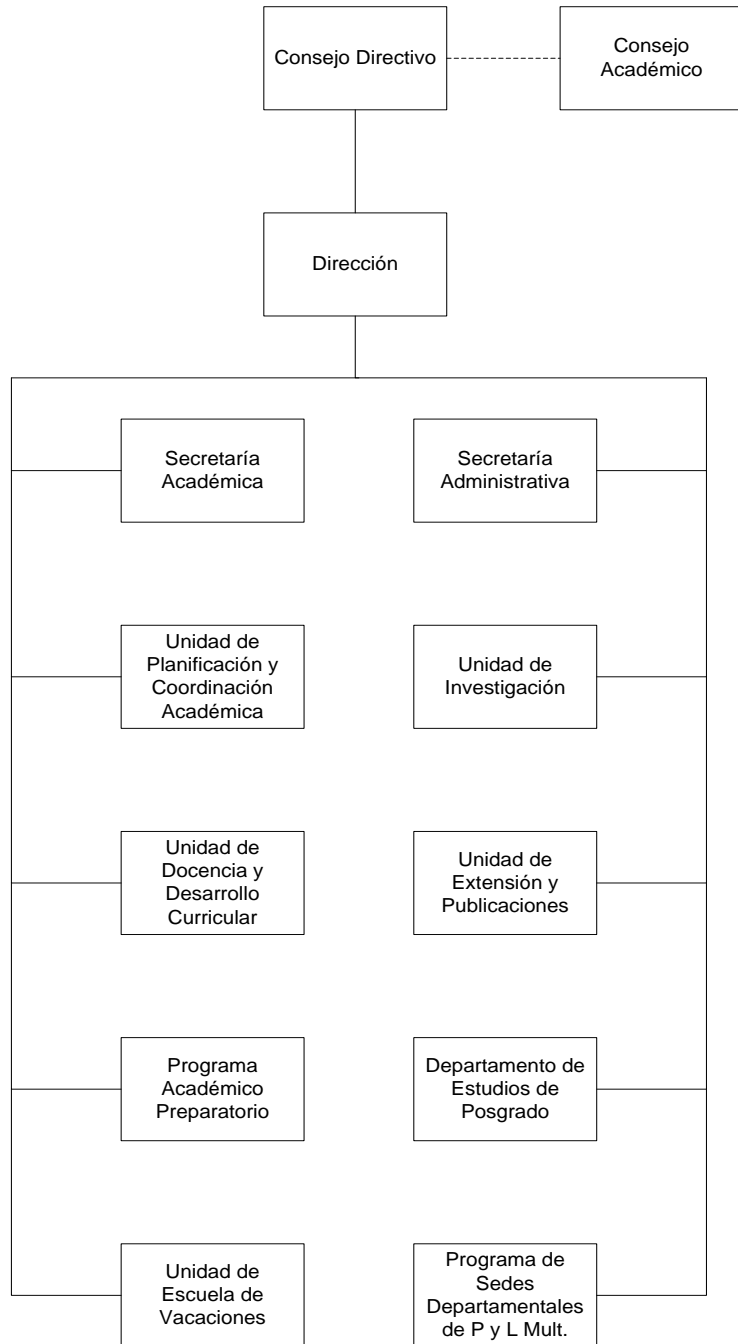 Consejo Directivo
Consejo
Académico
Dirección
Secretaría
Académica
Secretaría
Administrativa
Unidad de
Planificación y
Coordinación
Académica
Unidad de
Investigación
Unidad de
Docencia y
Desarrollo
Curricular
Unidad de
Extensión y
Publicaciones
Programa
Académico
Preparatorio
Departamento de
Estudios de
Posgrado
Unidad de
Escuela de
Vacaciones
Programa de
Sedes
Departamentales
de P y L Mult.